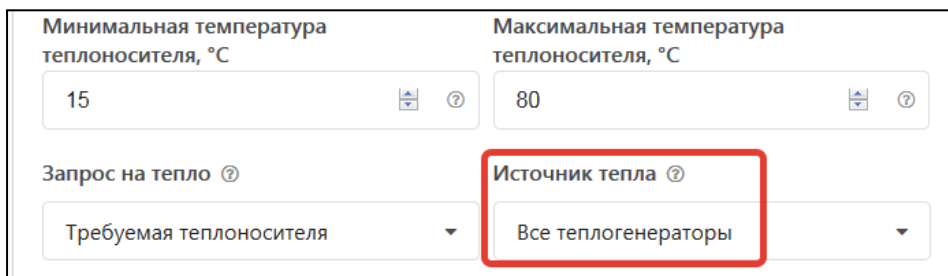 Минимальная температура
теплоносителя, °C
Максимальная температура
теплоносителя, °C
15
80
Запрос на тепло
Источник тепла
Требуемая теплоносителя
Все теплогенераторы